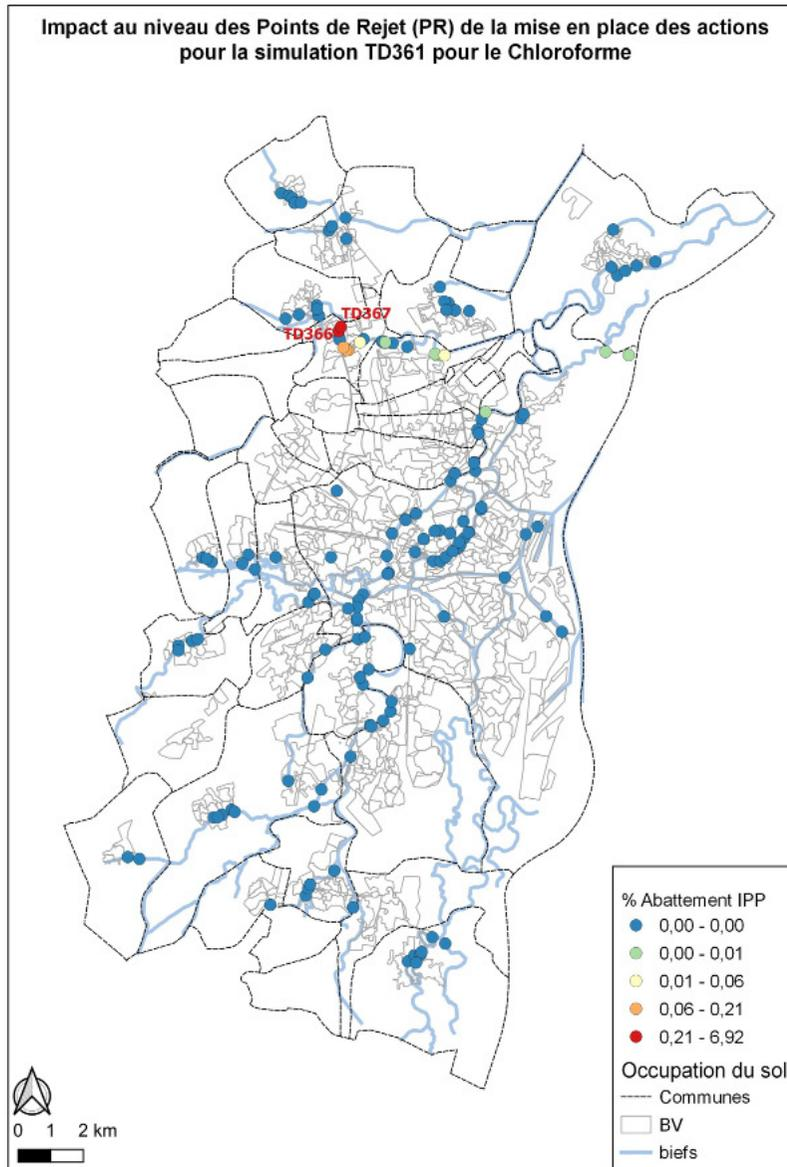 Impact au niveau des Points de Rejet (PR) de la mise en place des actions
pour la simulation TD361 pour le Chloroforme
TD367
TD366
% Abattement IPP
0,00 - 0,00
0,00 - 0,01
0,01 - 0,06
0,06 - 0,21
0,21 - 6,92
Occupation du sol
Communes
BV
biefs
0 1 2 km